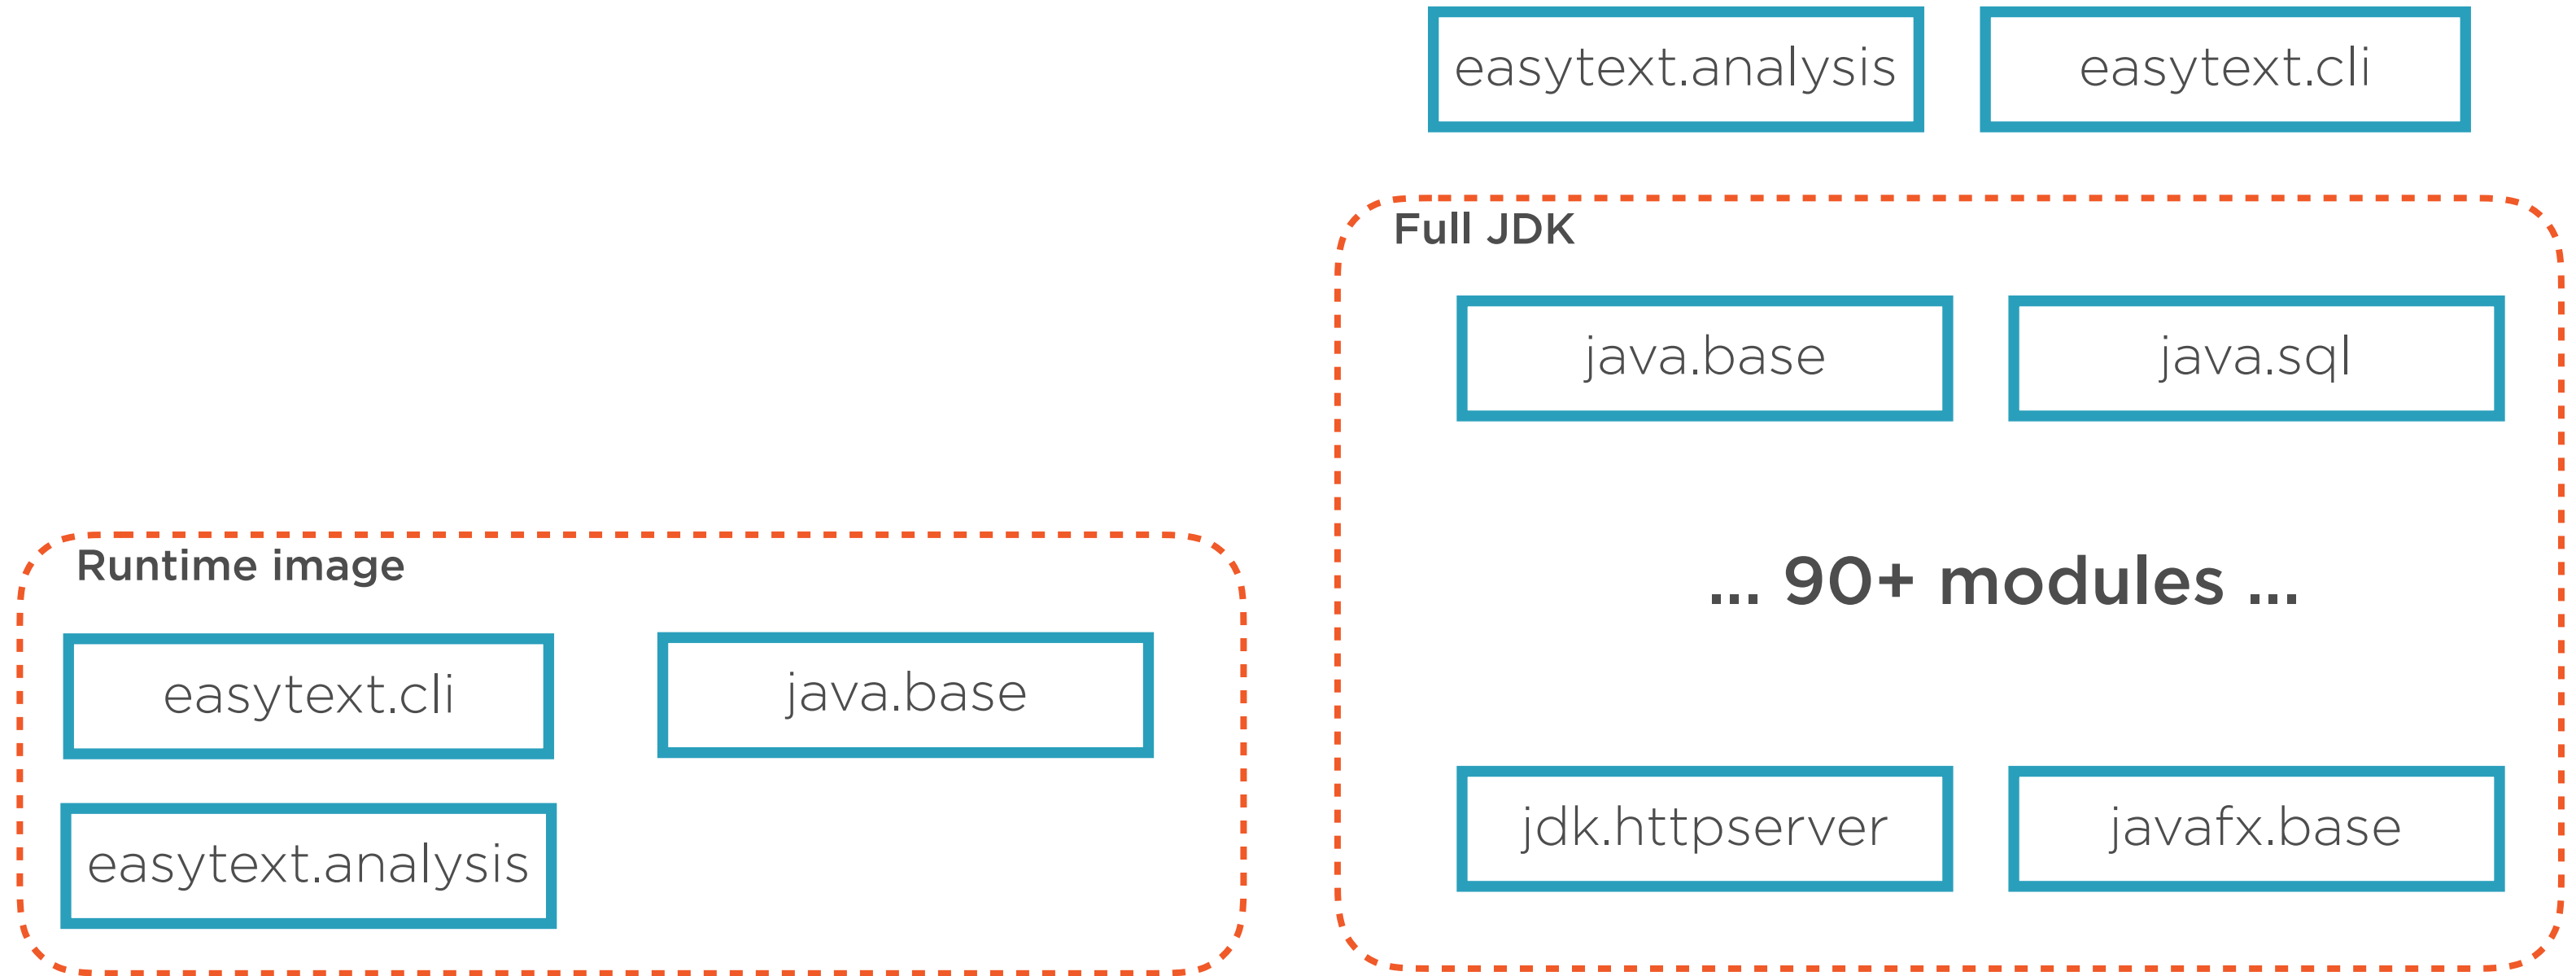 easytext.analysis
easytext.cli
Full JDK
java.base
java.sql
... 90+ modules ...
jdk.httpserver
javafx.base
Runtime image
easytext.cli
java.base
easytext.analysis